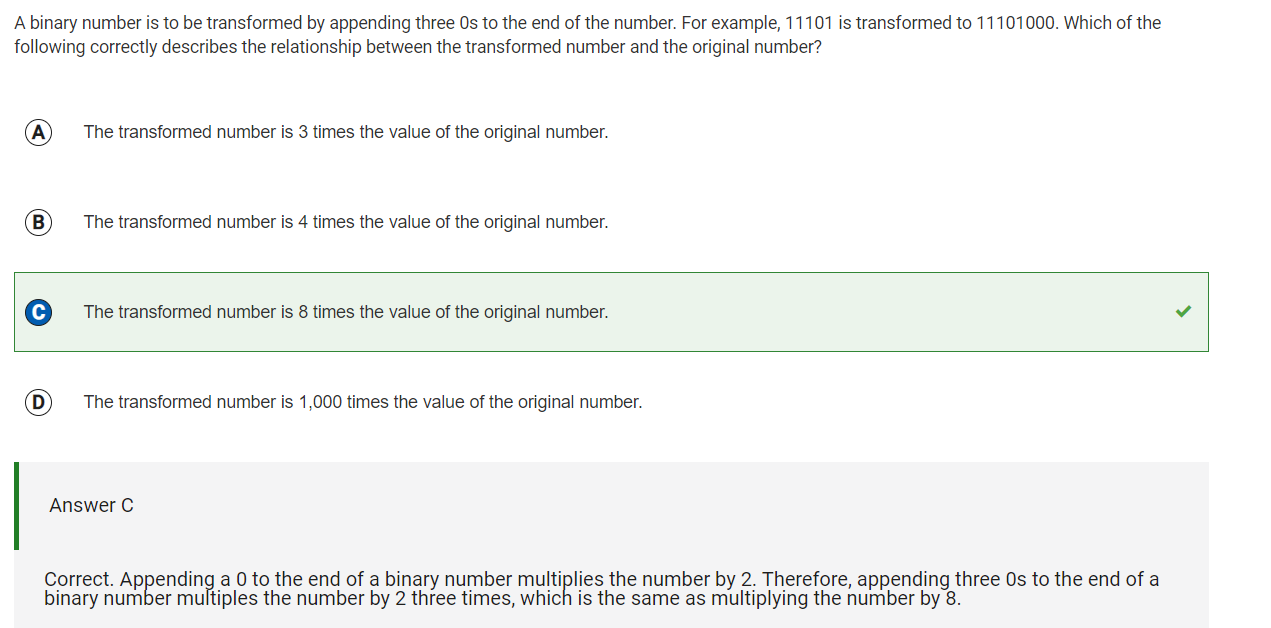 A binary number is to be transformed by appending three 0s to the end of the number. For example, 11101 is transformed to 11101000. Which of the
following correctly describes the relationship between the transformed number and the original number?
A The transformed number is 3 times the value of the original number.
B The transformed number is 4 times the value of the original number.
C The transformed number is 8 times the value of the original number.
D The transformed number is 1,000 times the value of the original number.
Answer C
Correct. Appending a 0 to the end of a binary number multiplies the number by 2. Therefore, appending three 0s to the end of a
binary number multiples the number by 2 three times, which is the same as multiplying the number by 8.